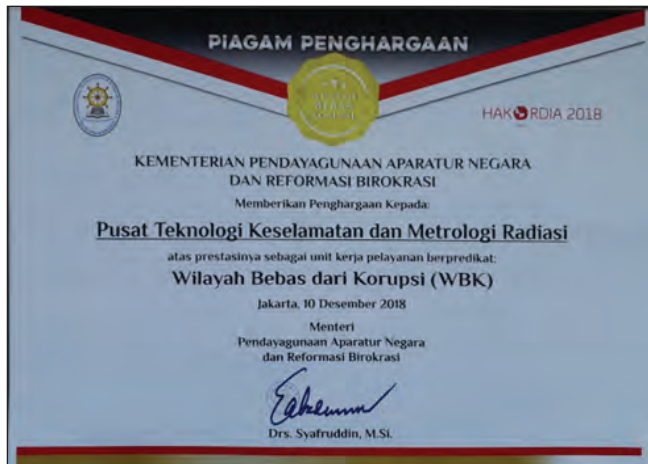 PIAGAM PENGHARGAAN
HAKORDIA 2018
KEMENTERIAN PENDAYAGUNAAN APARATUR NEGARA
DAN REFORMASI BIROKRASI
Memberikan Penghargaan Kepada:
Pusat Teknologi Keselamatan dan Metrologi Radiasi
atas prestasinya sebagai unit kerja pelayanan berpredikat:
Wilayah Bebas dari Korupsi (WBK)
Jakarta, 10 Desember 2018
Menteri
Pendayagunaan Aparatur Negara
dan Reformasi Birokrasi
Drs. Syafruddin, M.Si.